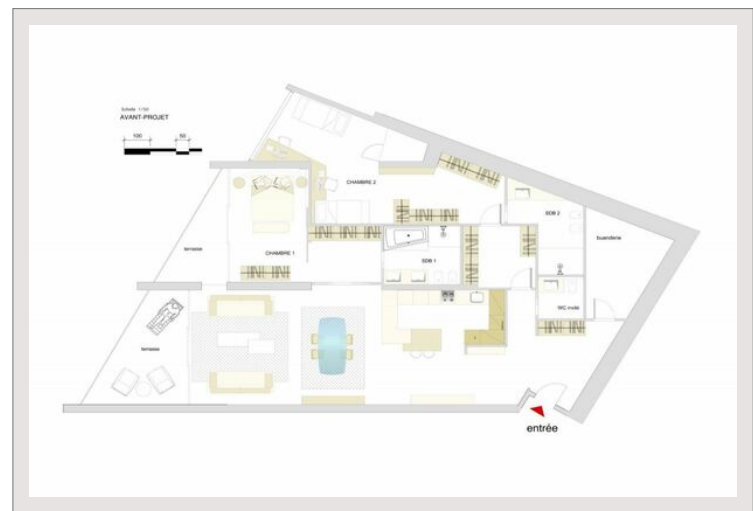 Echelle 1/50
AVANT-PROJET
100 50
CHAMBRE 2
SDB 2
buanderie
terrasse
CHAMBRE 1
SDB 1
WC invité
terrasse
entrée